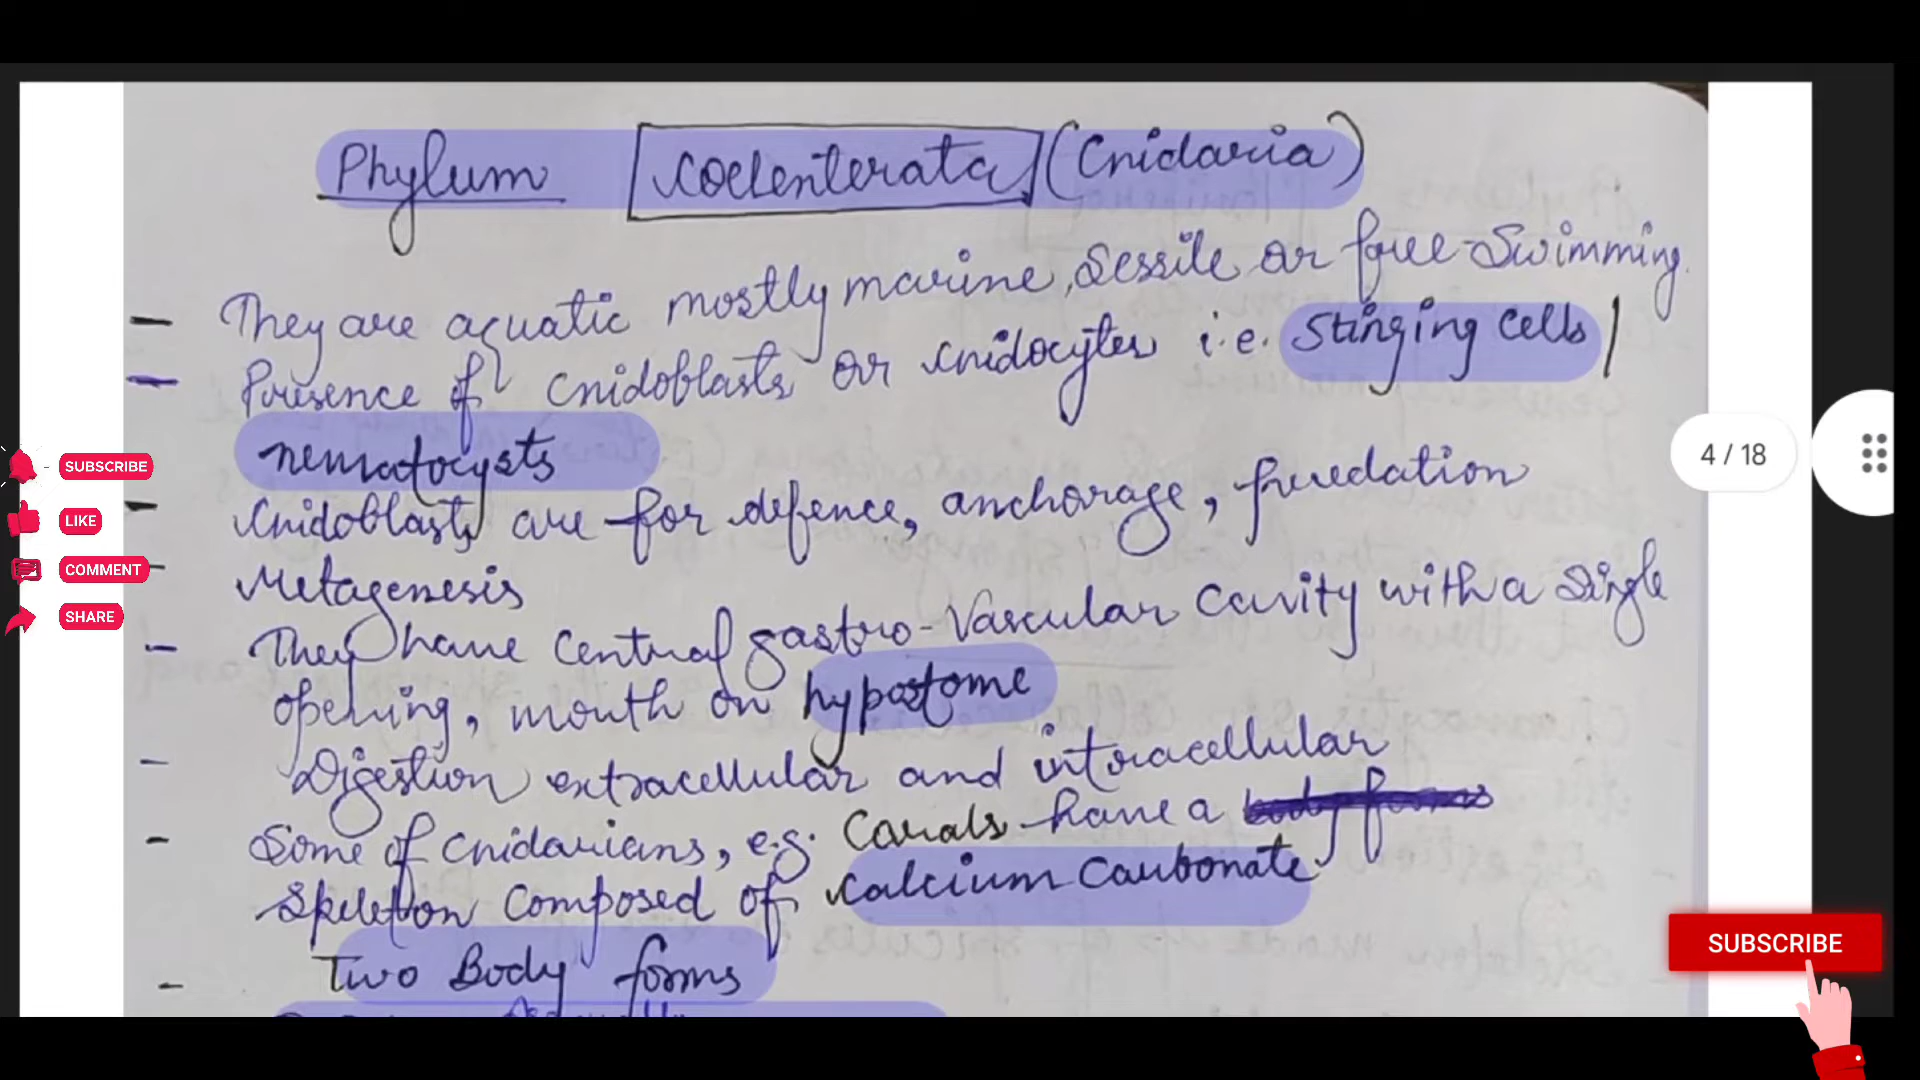 Phylum Coelenterata (Cnidaria)
- They are aquatic mostly marine, Sessile or free-Swimming.
- Presence of Cnidoblasts or Cnidocytes i.e. Stinging cells/
nematocysts
- Cnidoblasts are for defence, anchorage, predation
- Metagenesis
- They have Central gastro-Vascular Cavity with a Single
opening, mouth on hypostome
- Digestion extracellular and intracellular
- Some of Cnidarians, e.g. Corals have a body forms
Skeleton composed of Calcium Carbonate
- Two Body forms
4 / 18
SUBSCRIBE
LIKE
COMMENT
SHARE
SUBSCRIBE